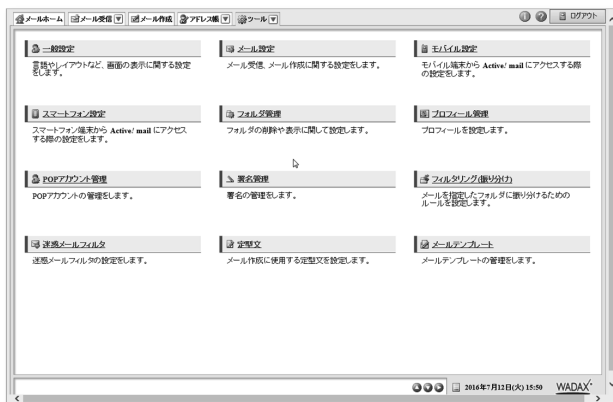 メールホーム メール受信 メール作成 アドレス帳 ツール ログアウト
一般設定 メール設定 モバイル設定
言語やレイアウトなど、画面の表示に関する設定をします。
メール受信、メール作成に関する設定をします。
モバイル端末から Active! mail にアクセスする際の設定をします。
スマートフォン設定 フォルダ管理 プロフィール管理
スマートフォン端末から Active! mail にアクセスする際の設定をします。
フォルダの削除や表示に関して設定します。
プロフィールを設定します。
POPアカウント管理 署名管理 フィルタリング(振り分け)
POPアカウントの管理をします。
署名の管理をします。
メールを指定したフォルダに振り分けるためのルールを設定します。
迷惑メールフィルタ 定型文 メールテンプレート
迷惑メールフィルタの設定をします。
メール作成に使用する定型文を設定します。
メールテンプレートの管理をします。
2016年7月12日(火) 15:50 WADAX